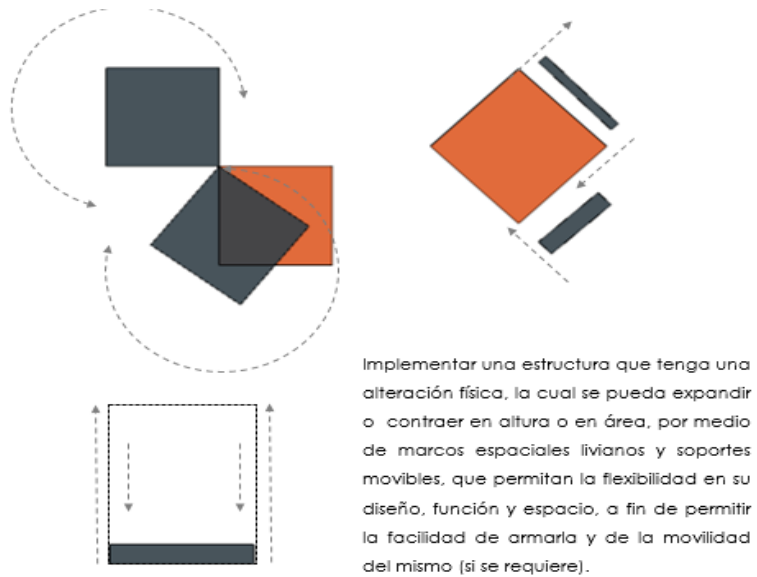 Implementar una estructura que tenga una
alteración física, la cual se pueda expandir
o contraer en altura o en área, por medio
de marcos espaciales livianos y soportes
movibles, que permitan la flexibilidad en su
diseño, función y espacio, a fin de permitir
la facilidad de armarla y de la movilidad
del mismo (si se requiere).